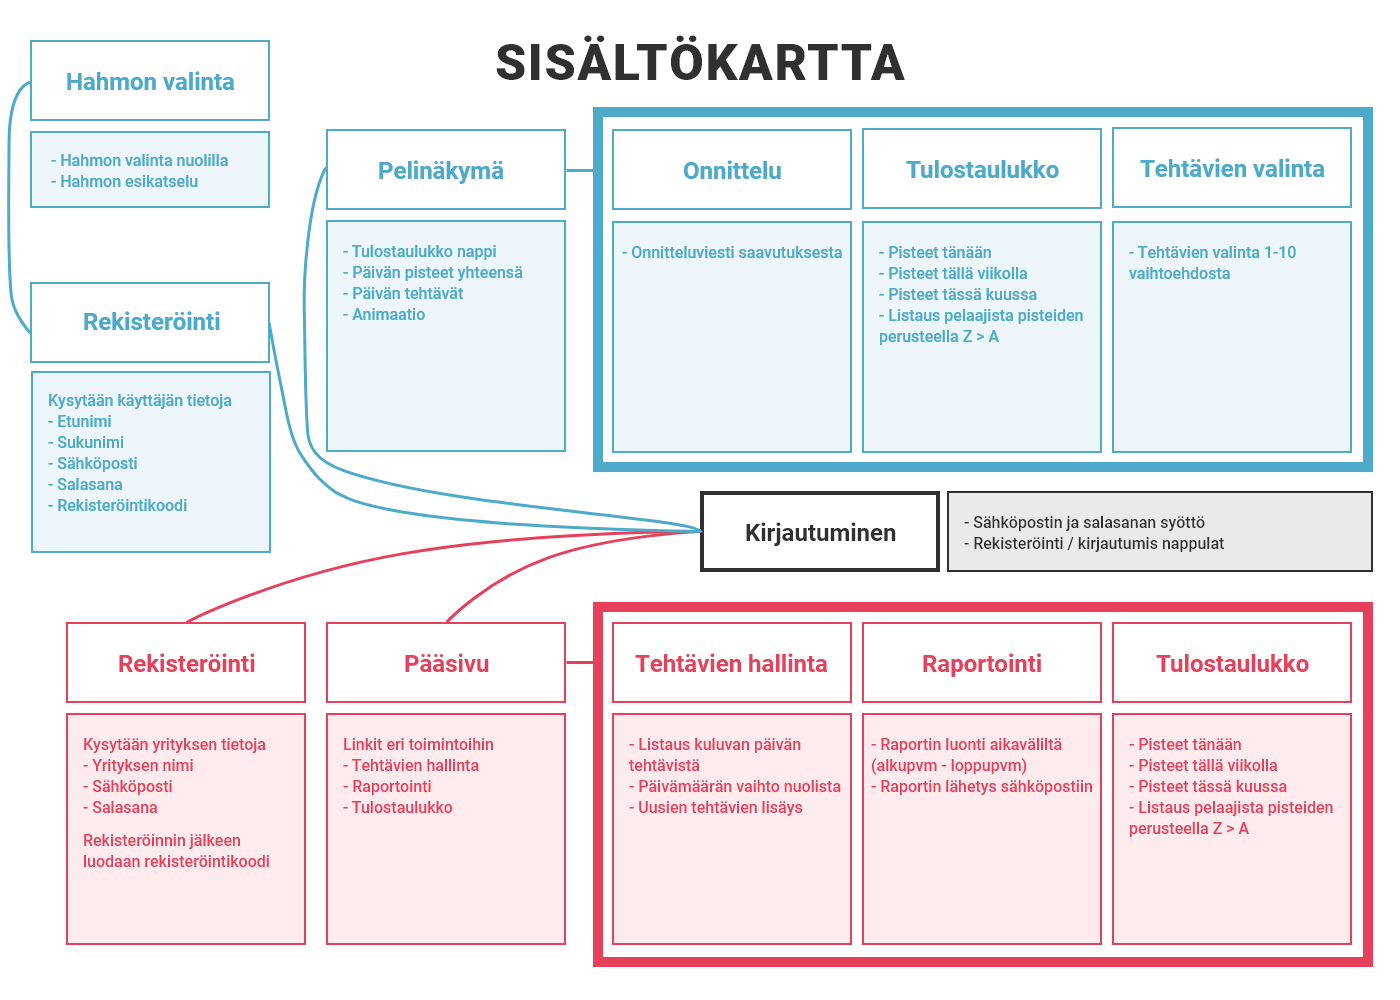 SISÄLTÖKARTTA
Hahmon valinta
- Hahmon valinta nuolilla
- Hahmon esikatselu
Rekisteröinti
Kysytään käyttäjän tietoja
- Etunimi
- Sukunimi
- Sähköposti
- Salasana
- Rekisteröintikoodi
Pelinäkymä
- Tulostaulukko nappi
- Päivän pisteet yhteensä
- Päivän tehtävät
- Animaatio
Onnittelu
- Onnitteluviesti saavutuksesta
Tulostaulukko
- Pisteet tänään
- Pisteet tällä viikolla
- Pisteet tässä kuussa
- Listaus pelaajista pisteiden
perusteella Z > A
Tehtävien valinta
- Tehtävien valinta 1-10
vaihtoehdosta
Kirjautuminen
- Sähköpostin ja salasanan syöttö
- Rekisteröinti / kirjautumis nappulat
Rekisteröinti
Kysytään yrityksen tietoja
- Yrityksen nimi
- Sähköposti
- Salasana
Rekisteröinnin jälkeen
luodaan rekisteröintikoodi
Pääsivu
Linkit eri toimintoihin
- Tehtävien hallinta
- Raportointi
- Tulostaulukko
Tehtävien hallinta
- Listaus kuluvan päivän
tehtävistä
- Päivämäärän vaihto nuolista
- Uusien tehtävien lisäys
Raportointi
- Raportin luonti aikaväliltä
(alkupvm - loppupvm)
- Raportin lähetys sähköpostiin
Tulostaulukko
- Pisteet tänään
- Pisteet tällä viikolla
- Pisteet tässä kuussa
- Listaus pelaajista pisteiden
perusteella Z > A